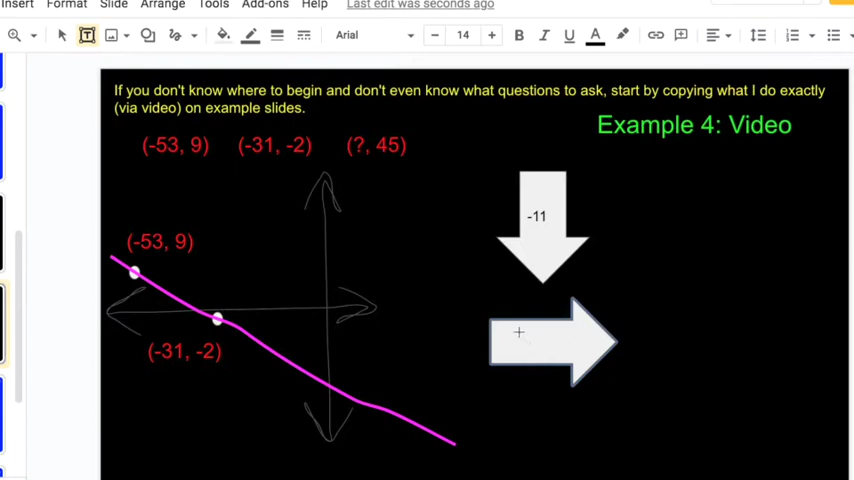 Insert Format Slide Arrange Tools Add-ons Help Last edit was seconds ago
Arial 14 B I U A
If you don't know where to begin and don't even know what questions to ask, start by copying what I do exactly
(via video) on example slides.
Example 4: Video
(-53, 9) (-31, -2) (?, 45)
-11
(-53, 9)
(-31, -2)